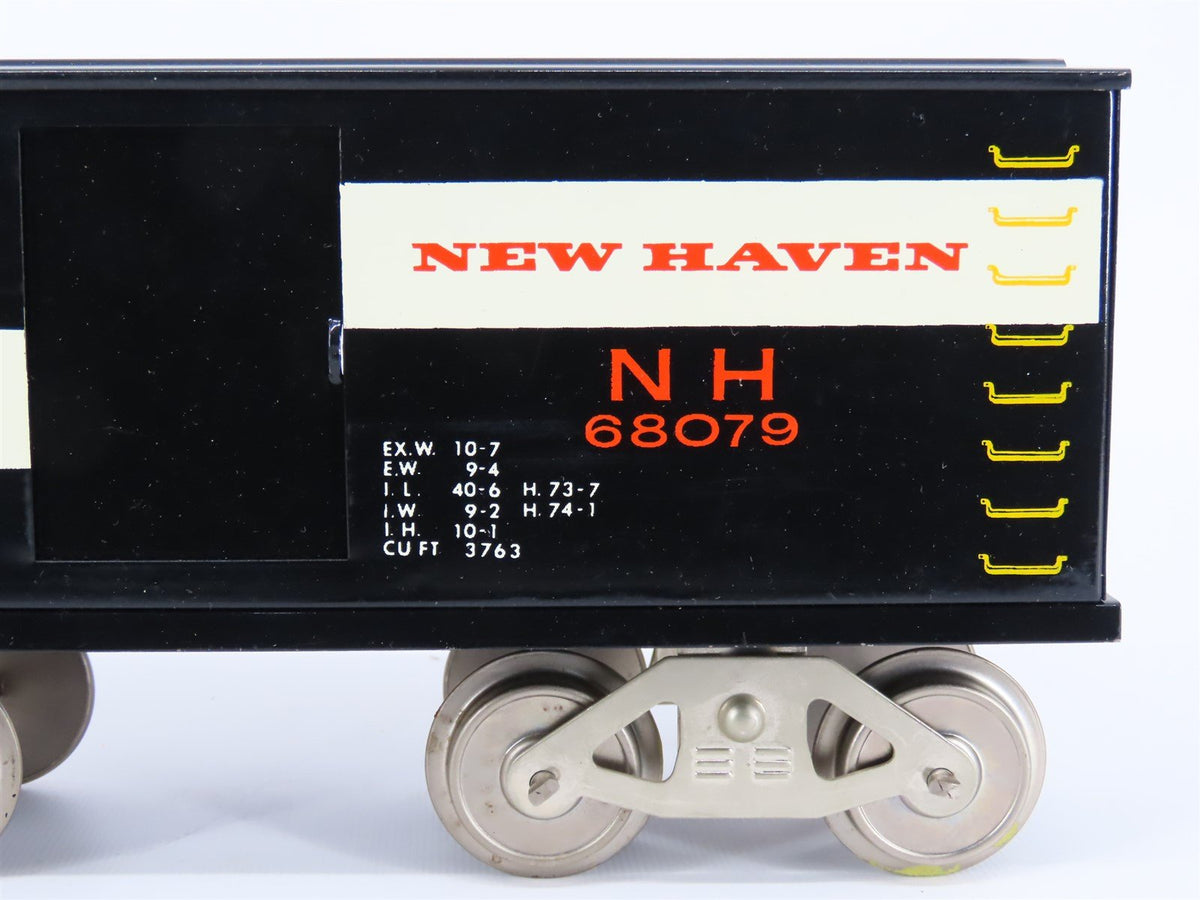 NEW HAVEN
N H
68079
EX.W. 10-7
E.W. 9-4
I.L. 40-6 H. 73-7
I.W. 9-2 H. 74-1
I.H. 10-1
CU FT 3763